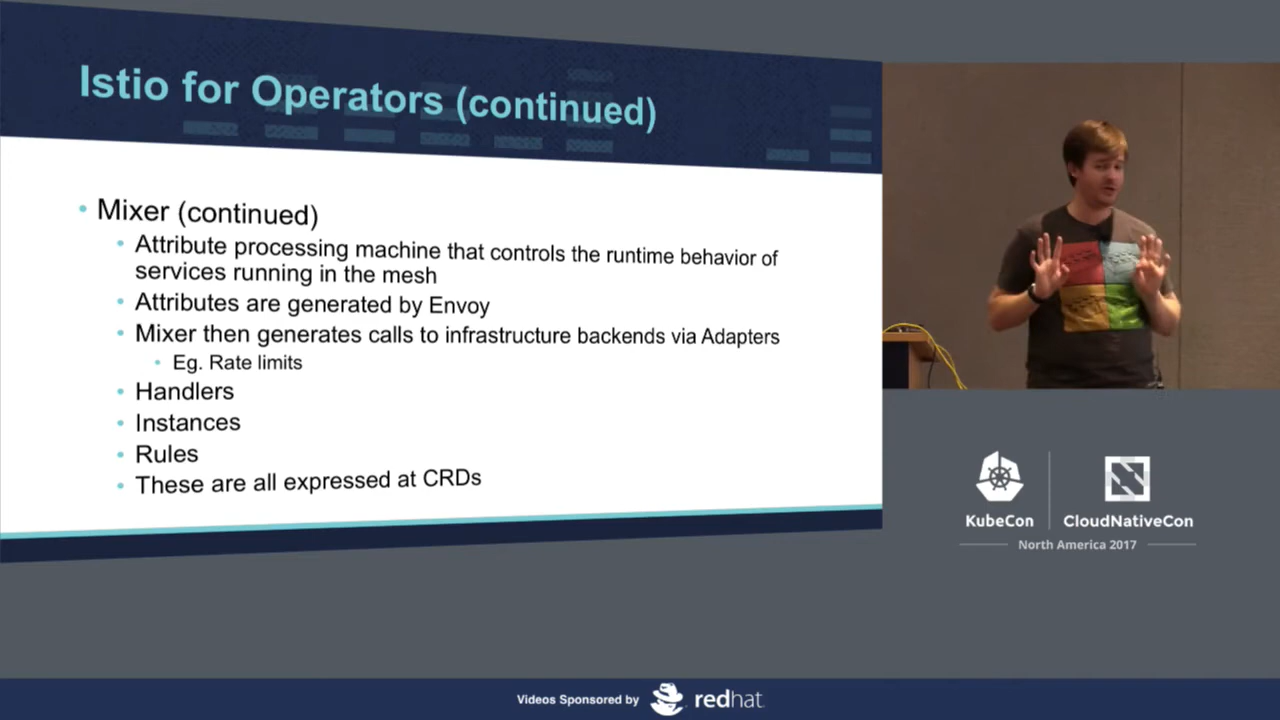 Istio for Operators (continued)
• Mixer (continued)
• Attribute processing machine that controls the runtime behavior of
services running in the mesh
• Attributes are generated by Envoy
• Mixer then generates calls to infrastructure backends via Adapters
• Eg. Rate limits
• Handlers
• Instances
• Rules
• These are all expressed at CRDs
KubeCon
CloudNativeCon
North America 2017
Videos Sponsored by
redhat